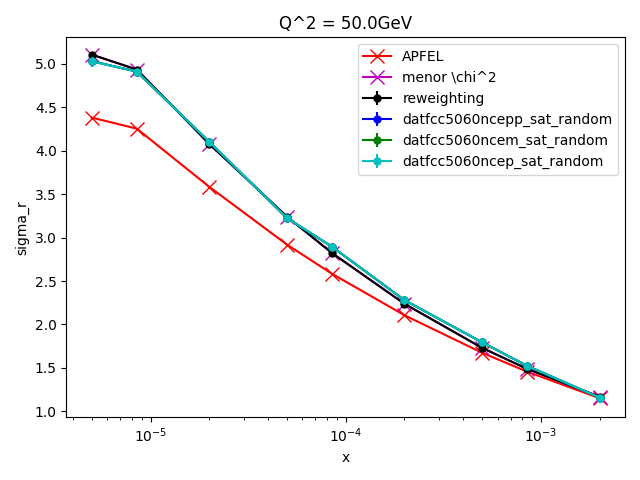 Q^2 = 50.0GeV
APFEL
menor \chi^2
reweighting
datfcc5060ncepp_sat_random
datfcc5060ncem_sat_random
datfcc5060ncep_sat_random
sigma_r
5.0
4.5
4.0
3.5
3.0
2.5
2.0
1.5
1.0
10^{-5} 10^{-4} 10^{-3}
x